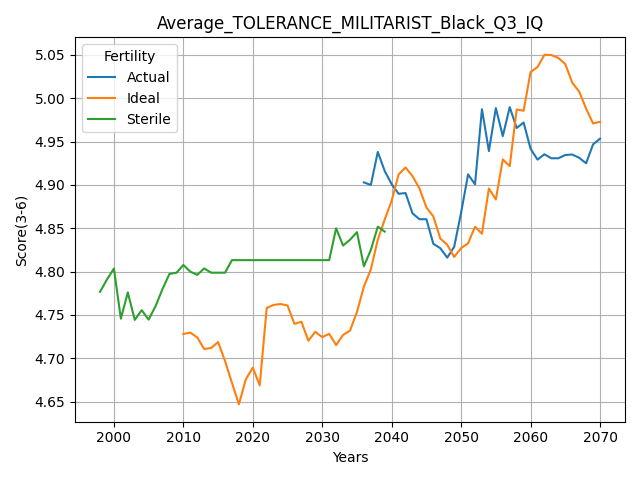 Average_TOLERANCE_MILITARIST_Black_Q3_IQ
Fertility
Actual
Ideal
Sterile
Score(3-6)
5.05
5.00
4.95
4.90
4.85
4.80
4.75
4.70
4.65
2000 2010 2020 2030 2040 2050 2060 2070
Years